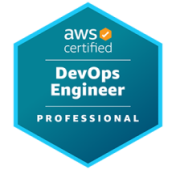 aws
certified
DevOps
Engineer
PROFESSIONAL